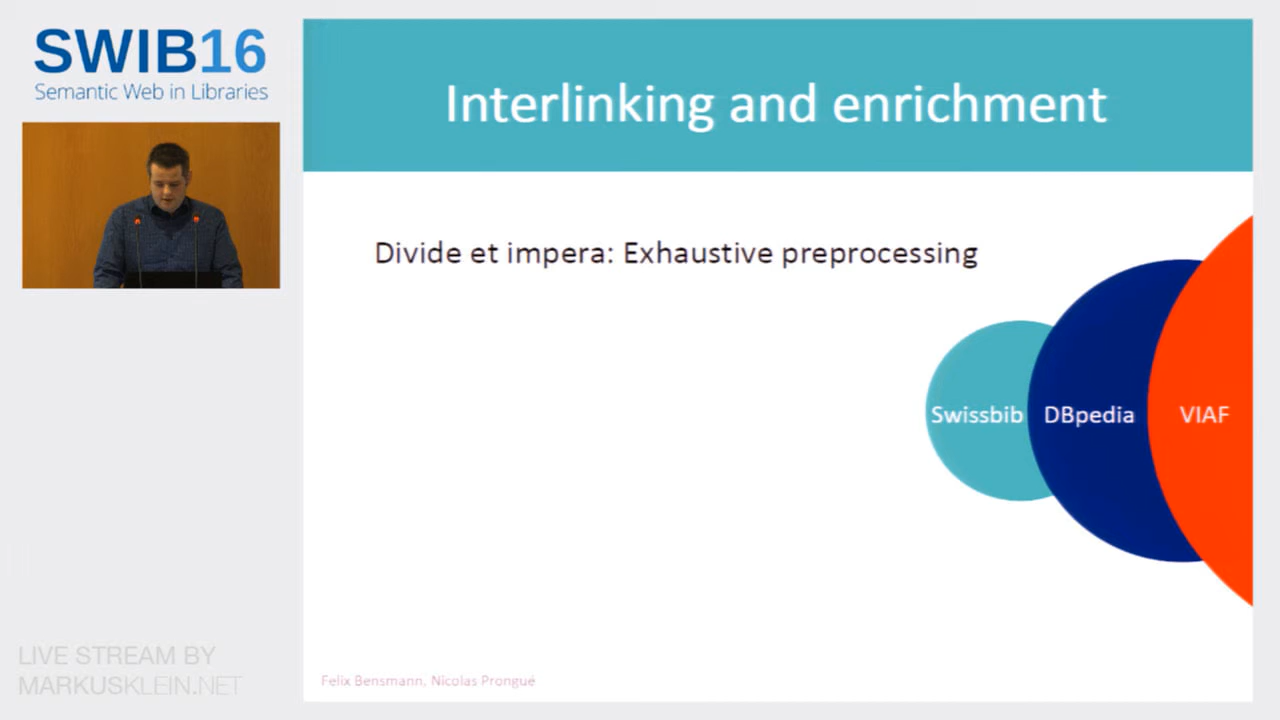 SWIB16
Semantic Web in Libraries
Interlinking and enrichment
Divide et impera: Exhaustive preprocessing
Swissbib
DBpedia
VIAF
Felix Bensmann, Nicolas Prongué
LIVE STREAM BY
MARKUSKLEIN.NET